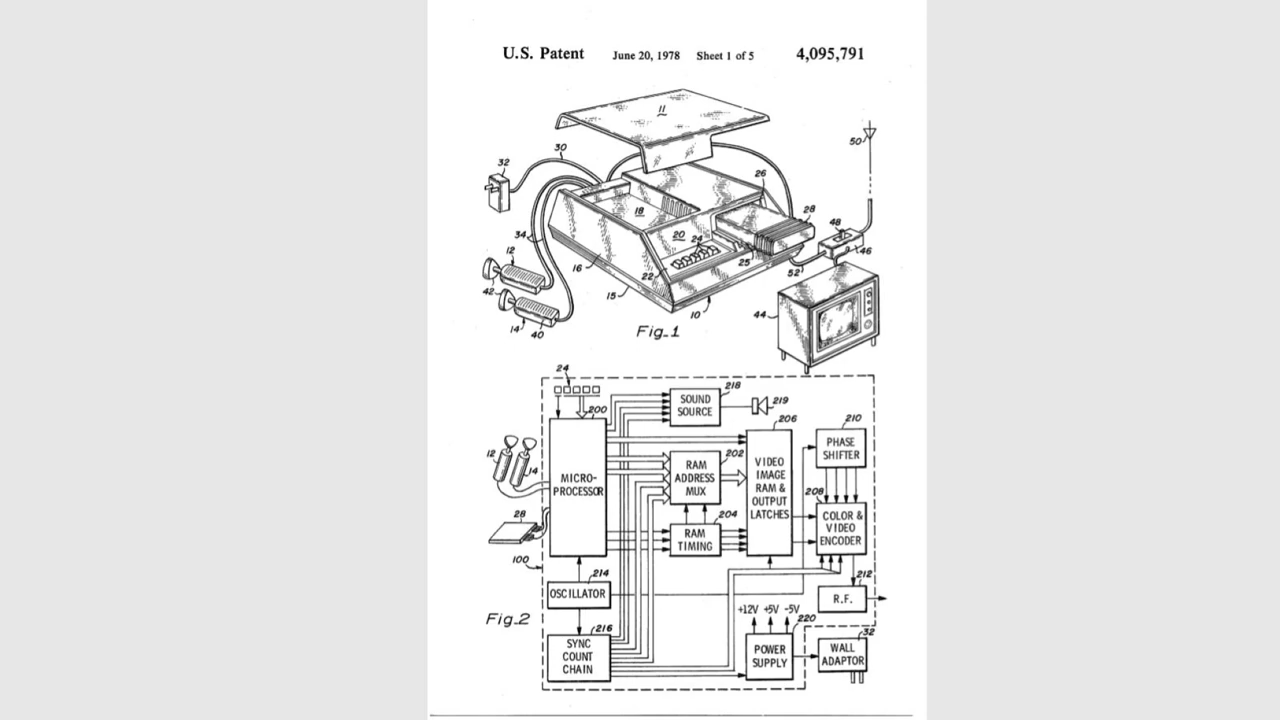 U.S. Patent June 20, 1978 Sheet 1 of 5 4,095,791
11
50
30
32
26
28
18
48
20
24
34
46
12
16
22
25
52
42
15
10
44
14
40
Fig_1
24
218
200
SOUND
SOURCE
219
206
210
PHASE
SHIFTER
12
14
202
MICRO-
PROCESSOR
RAM
ADDRESS
MUX
VIDEO
IMAGE
RAM &
OUTPUT
LATCHES
208
28
204
COLOR &
VIDEO
ENCODER
RAM
TIMING
100
214
212
OSCILLATOR
R.F.
Fig_2
+12V +5V -5V
216
220
32
SYNC
COUNT
CHAIN
POWER
SUPPLY
WALL
ADAPTOR